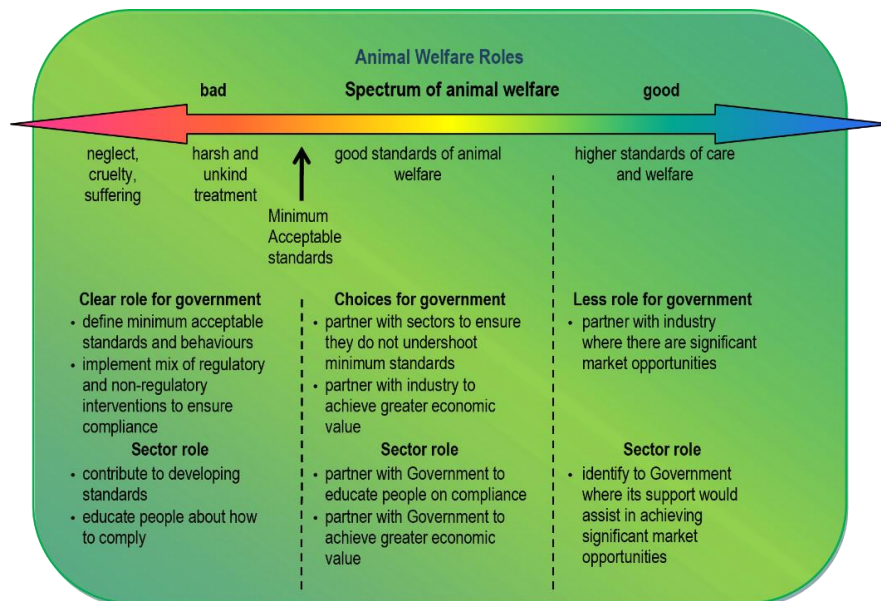 Animal Welfare Roles
bad
Spectrum of animal welfare
good
neglect,
cruelty,
suffering
harsh and
unkind
treatment
good standards of animal
welfare
higher standards of care
and welfare
Minimum
Acceptable
standards
Clear role for government
• define minimum acceptable
standards and behaviours
• implement mix of regulatory
and non-regulatory
interventions to ensure
compliance
Sector role
• contribute to developing
standards
• educate people about how
to comply
Choices for government
• partner with sectors to ensure
they do not undershoot
minimum standards
• partner with industry to
achieve greater economic
value
Sector role
• partner with Government to
educate people on compliance
• partner with Government to
achieve greater economic
value
Less role for government
• partner with industry
where there are significant
market opportunities
Sector role
• identify to Government
where its support would
assist in achieving
significant market
opportunities